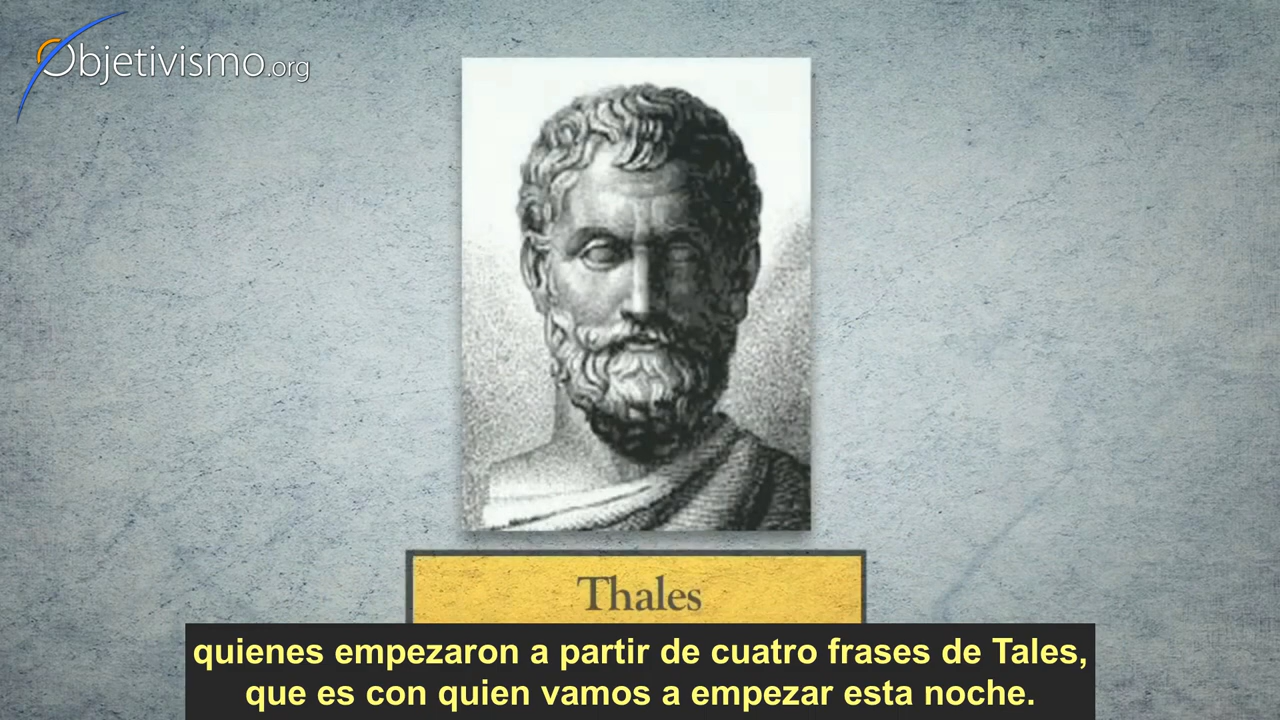 Objetivismo.org
Thales
quienes empezaron a partir de cuatro frases de Tales,
que es con quien vamos a empezar esta noche.